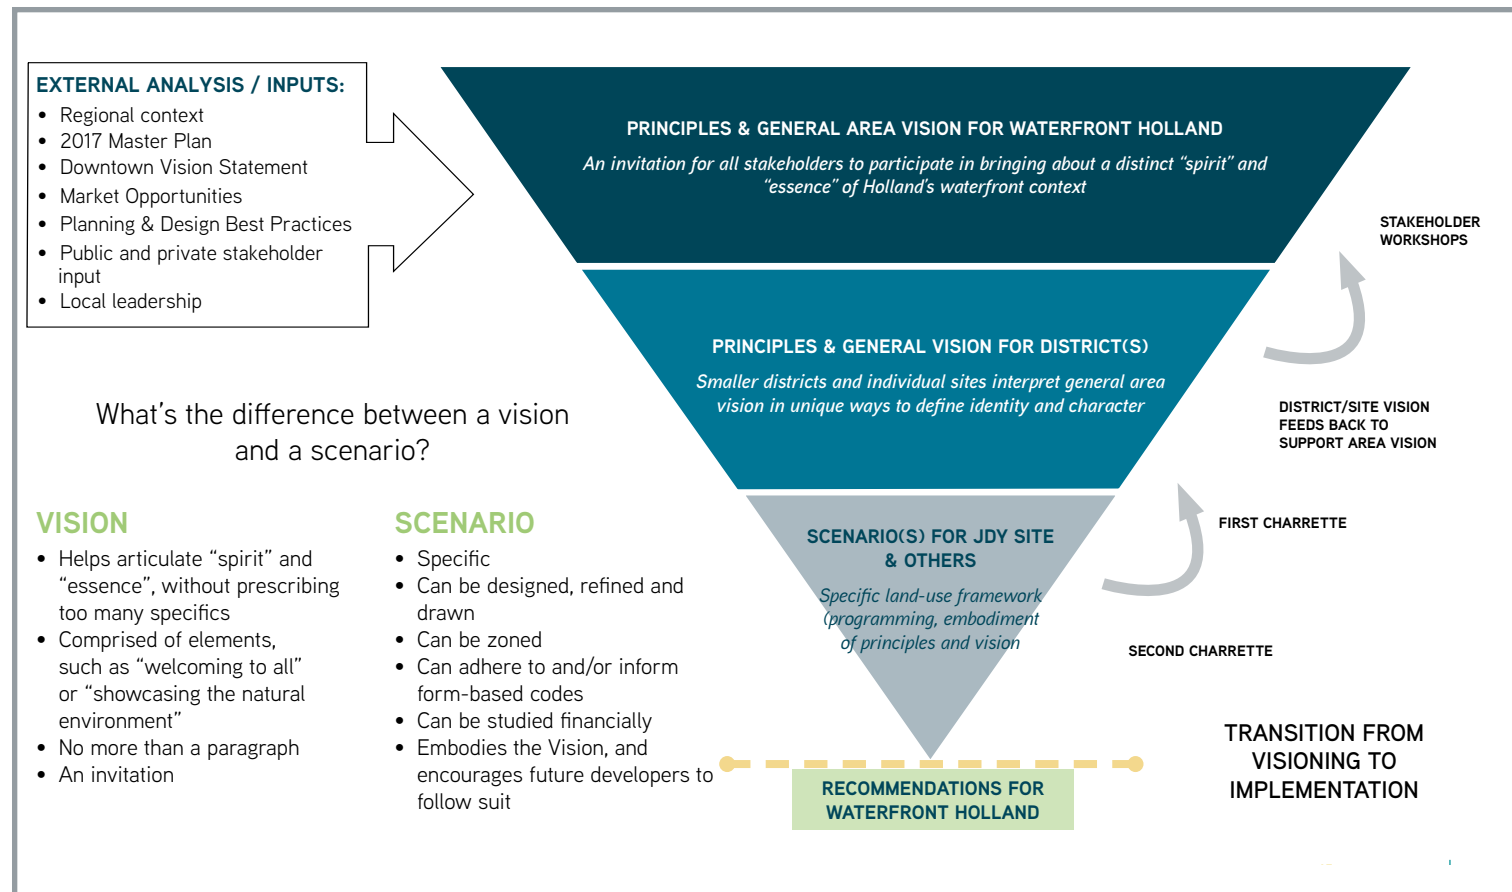 EXTERNAL ANALYSIS / INPUTS:
• Regional context
• 2017 Master Plan
• Downtown Vision Statement
• Market Opportunities
• Planning & Design Best Practices
• Public and private stakeholder
input
• Local leadership
PRINCIPLES & GENERAL AREA VISION FOR WATERFRONT HOLLAND
An invitation for all stakeholders to participate in bringing about a distinct “spirit” and
“essence” of Holland’s waterfront context
STAKEHOLDER
WORKSHOPS
PRINCIPLES & GENERAL VISION FOR DISTRICT(S)
Smaller districts and individual sites interpret general area
vision in unique ways to define identity and character
DISTRICT/SITE VISION
FEEDS BACK TO
SUPPORT AREA VISION
What’s the difference between a vision
and a scenario?
VISION
• Helps articulate “spirit” and
“essence”, without prescribing
too many specifics
• Comprised of elements,
such as “welcoming to all”
or “showcasing the natural
environment”
• No more than a paragraph
• An invitation
SCENARIO
• Specific
• Can be designed, refined and
drawn
• Can be zoned
• Can adhere to and/or inform
form-based codes
• Can be studied financially
• Embodies the Vision, and
encourages future developers to
follow suit
SCENARIO(S) FOR JDY SITE
& OTHERS
Specific land-use framework
(programming, embodiment
of principles and vision
FIRST CHARRETTE
SECOND CHARRETTE
RECOMMENDATIONS FOR
WATERFRONT HOLLAND
TRANSITION FROM
VISIONING TO
IMPLEMENTATION